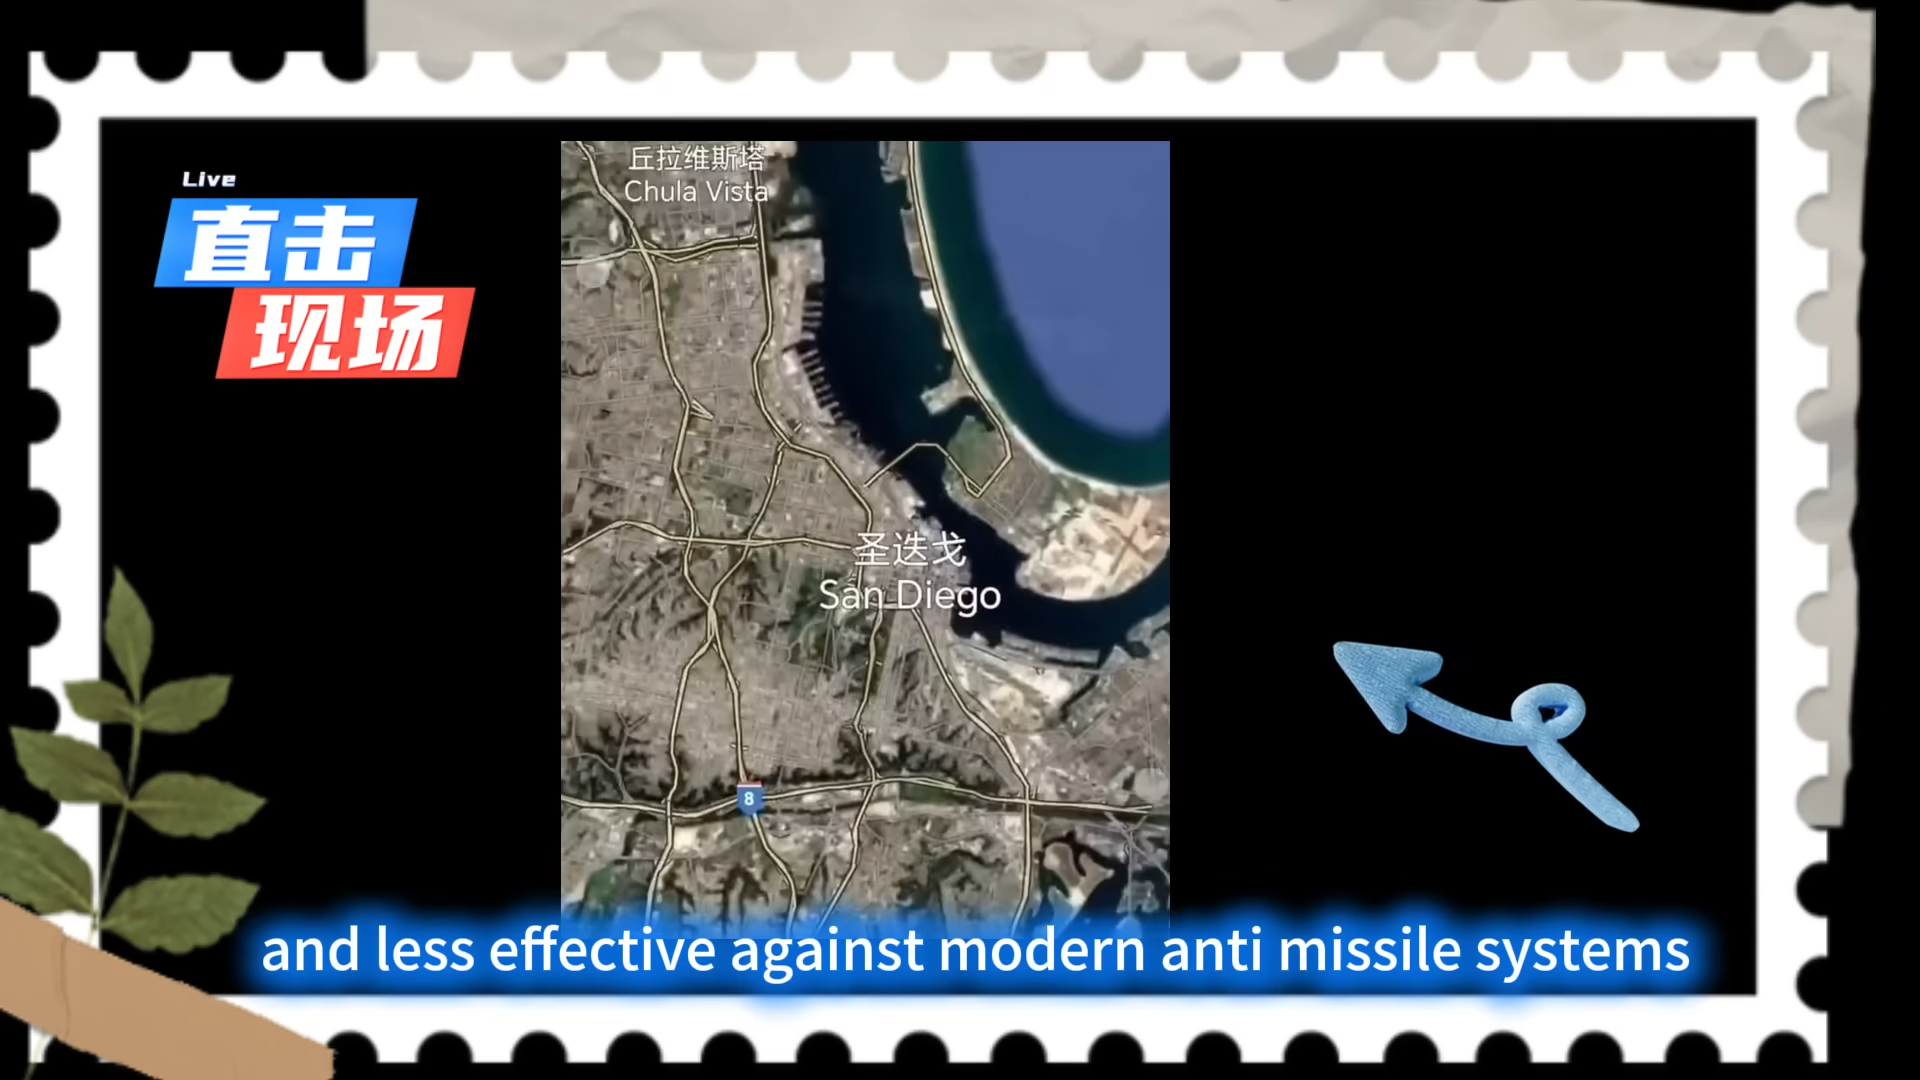 Live
直击
现场
丘拉维斯塔
Chula Vista
圣迭戈
San Diego
8
and less effective against modern anti missile systems